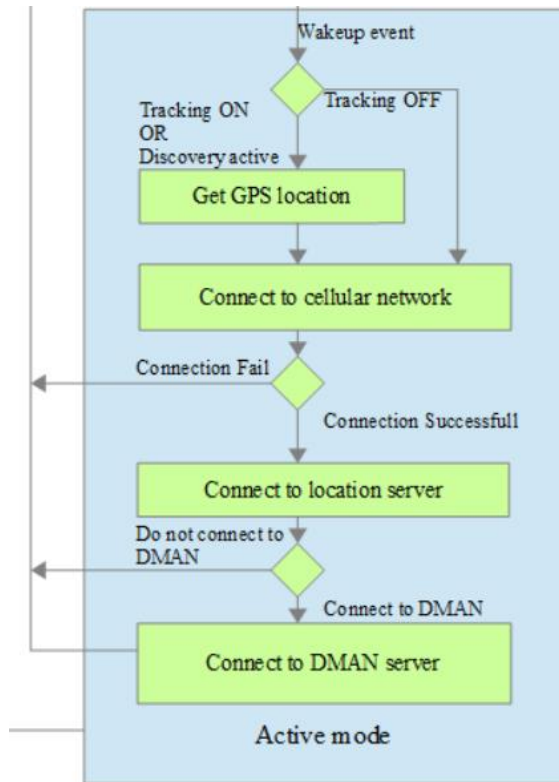 Wakeup event
Tracking OFF
Tracking ON
OR
Discovery active
Get GPS location
Connect to cellular network
Connection Fail
Connection Successfull
Connect to location server
Do not connect to
DMAN
Connect to DMAN
Connect to DMAN server
Active mode